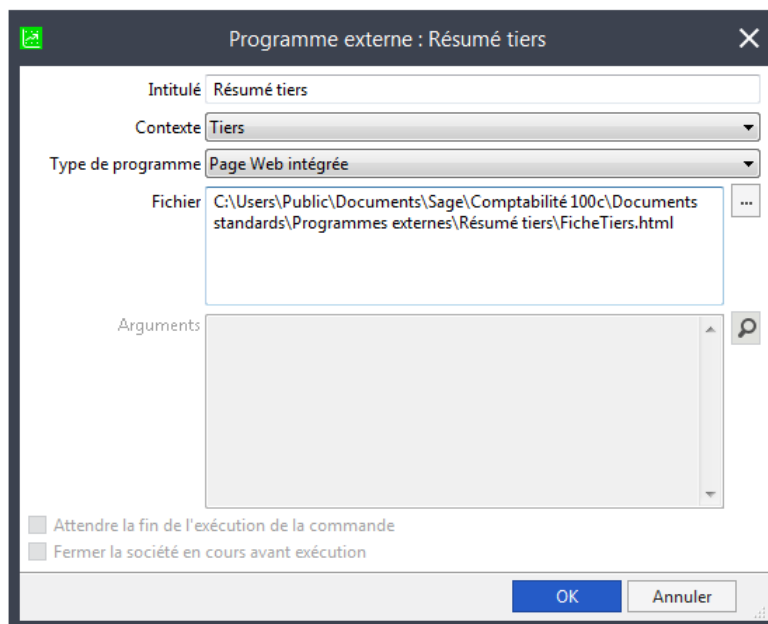 Programme externe : Résumé tiers
Intitulé Résumé tiers
Contexte Tiers
Type de programme Page Web intégrée
Fichier C:\Users\Public\Documents\Sage\Comptabilité 100c\Documents
standards\Programmes externes\Résumé tiers\FicheTiers.html
...
Arguments
Attendre la fin de l'exécution de la commande
Fermer la société en cours avant exécution
OK Annuler